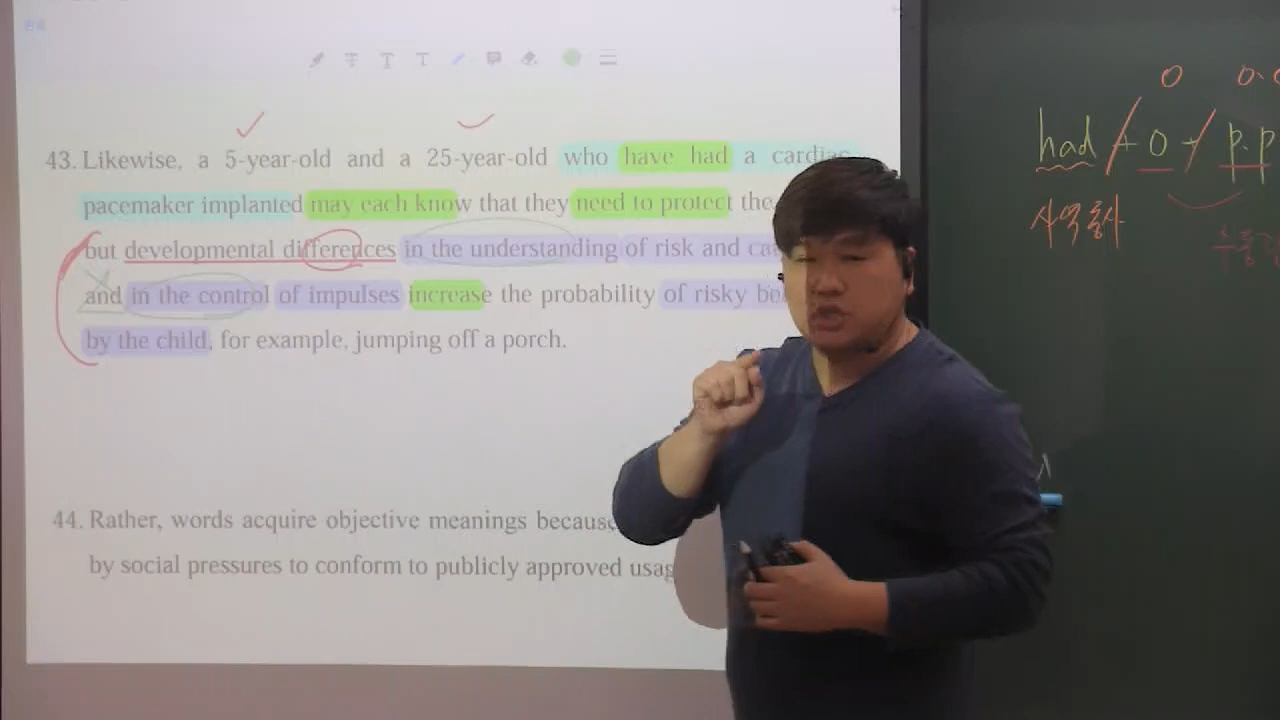 43. Likewise, a 5-year-old and a 25-year-old who have had a cardiac
pacemaker implanted may each know that they need to protect the
but developmental differences in the understanding of risk and
and in the control of impulses increase the probability of risky
by the child, for example, jumping off a porch.
44. Rather, words acquire objective meanings because
by social pressures to conform to publicly approved
had + O + p.p
사역동사